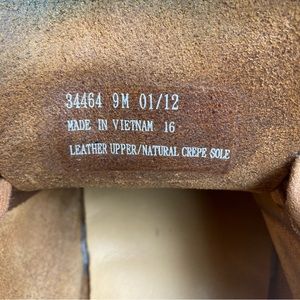 34464 9M 01/12
MADE IN VIETNAM 16
LEATHER UPPER/NATURAL CREPE SOLE